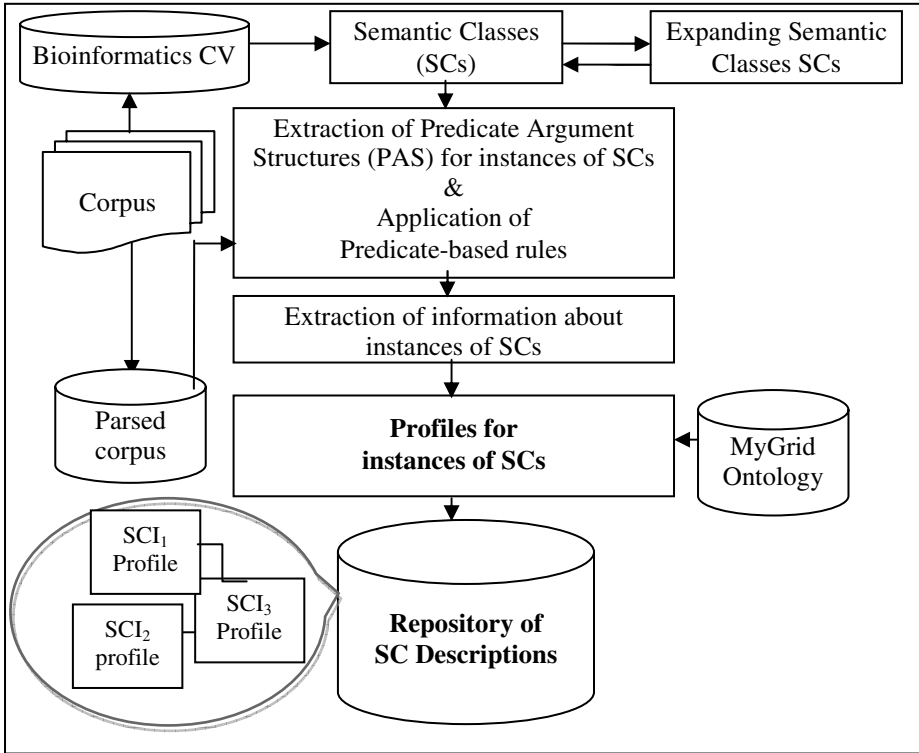 Bioinformatics CV
Semantic Classes
(SCs)
Expanding Semantic
Classes SCs
Extraction of Predicate Argument
Structures (PAS) for instances of SCs
&
Application of
Predicate-based rules
Corpus
Extraction of information about
instances of SCs
Parsed
corpus
Profiles for
instances of SCs
MyGrid
Ontology
SCI₁
Profile
SCI₃
Profile
SCI₂
profile
Repository of
SC Descriptions